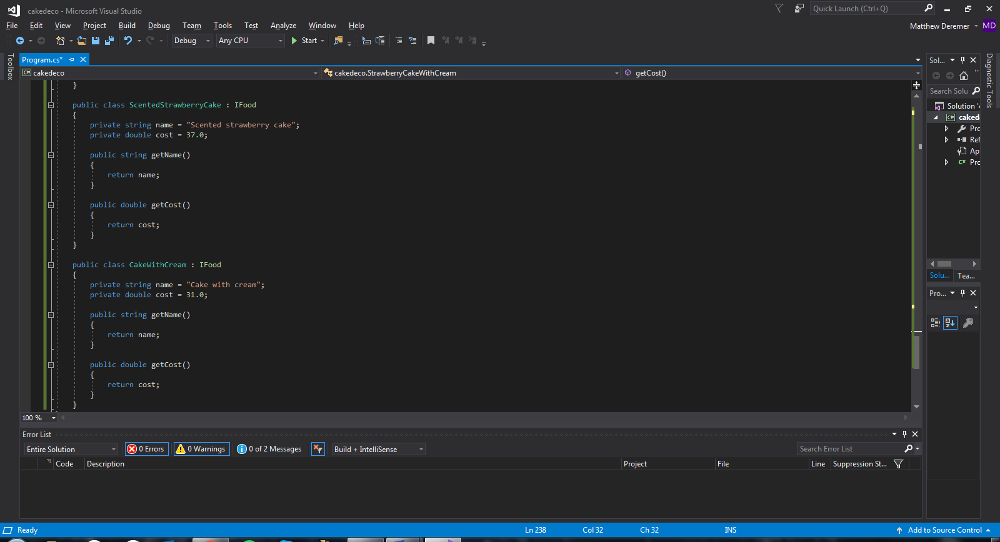 cakedeco - Microsoft Visual Studio
Quick Launch (Ctrl+Q)
File Edit View Project Build Debug Team Tools Test Analyze Window Help
Matthew Deremer MD
Debug Any CPU Start
Toolbox
Program.cs*
cakedeco cakedeco.StrawberryCakeWithCream getCost()
}
public class ScentedStrawberryCake : IFood
{
private string name = "Scented strawberry cake";
private double cost = 37.0;
public string getName()
{
return name;
}
public double getCost()
{
return cost;
}
}
public class CakeWithCream : IFood
{
private string name = "Cake with cream";
private double cost = 31.0;
public string getName()
{
return name;
}
public double getCost()
{
return cost;
}
}
100 %
Sol...
Search Solu
Solution '
caked
Pro
Ref
Ap
Pro
Solu... Tea...
Pro...
Diagnostic Tools
Error List
Entire Solution 0 Errors 0 Warnings 0 of 2 Messages Build + IntelliSense Search Error List
Code Description Project File Line Suppression St...
Ready Ln 238 Col 32 Ch 32 INS Add to Source Control